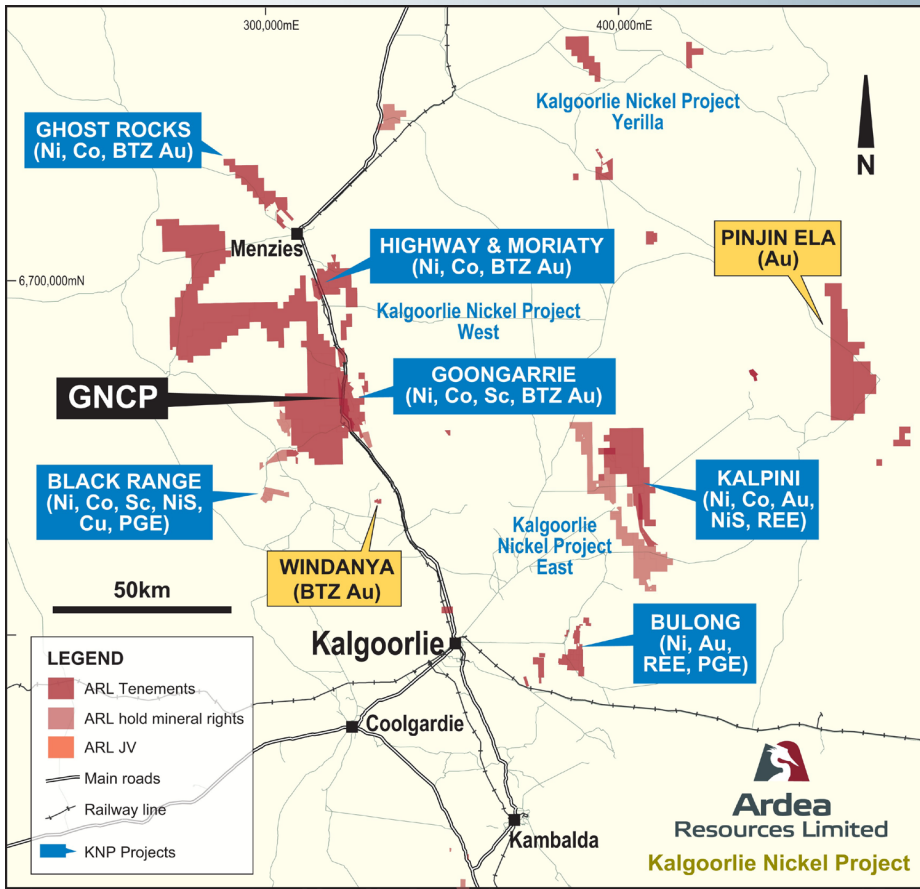 300,000mE
400,000mE
Kalgoorlie Nickel Project
Yerilla
GHOST ROCKS
(Ni, Co, BTZ Au)
N
Menzies
HIGHWAY & MORIATY
(Ni, Co, BTZ Au)
PINJIN ELA
(Au)
6,700,000mN
Kalgoorlie Nickel Project
West
GNCP
GOONGARRIE
(Ni, Co, Sc, BTZ Au)
BLACK RANGE
(Ni, Co, Sc, NiS,
Cu, PGE)
KALPINI
(Ni, Co, Au,
NiS, REE)
Kalgoorlie
Nickel Project
East
WINDANYA
(BTZ Au)
50km
Kalgoorlie
BULONG
(Ni, Au,
REE, PGE)
LEGEND
ARL Tenements
ARL hold mineral rights
ARL JV
Main roads
Railway line
KNP Projects
Coolgardie
Kambalda
Ardea
Resources Limited
Kalgoorlie Nickel Project